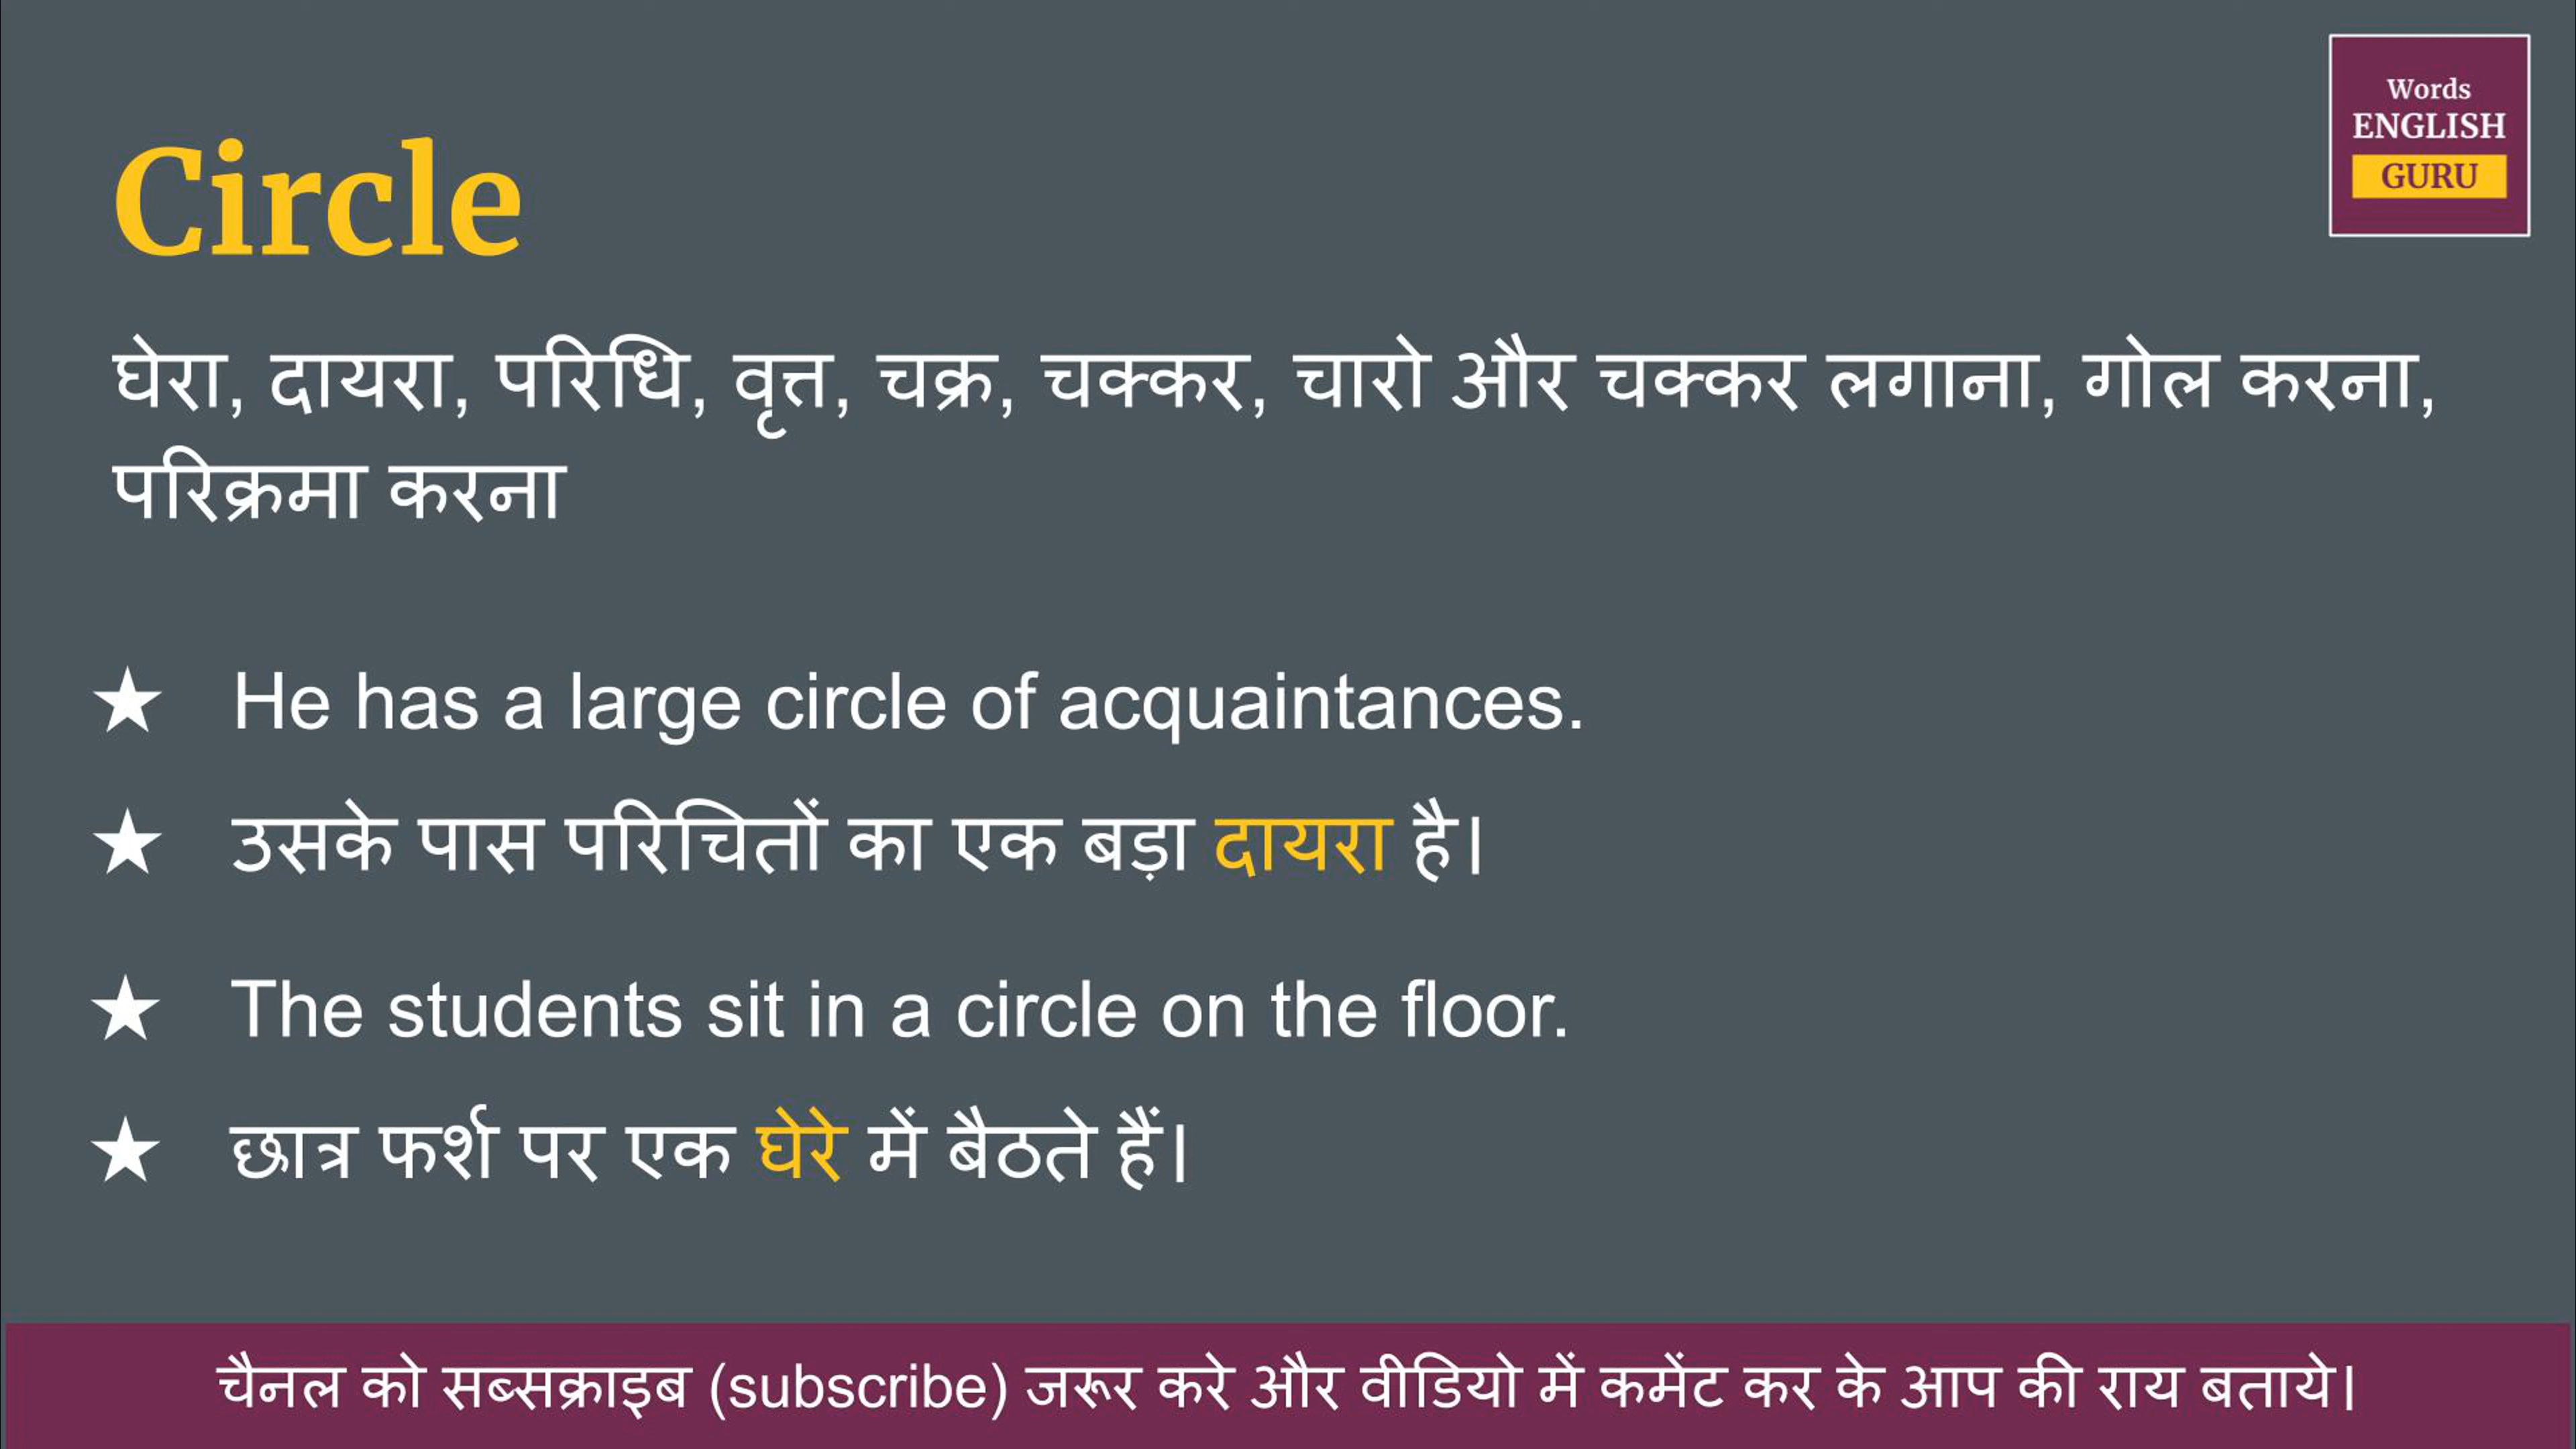 Words
ENGLISH
GURU
Circle
घेरा, दायरा, परिधि, वृत्त, चक्र, चक्कर, चारो और चक्कर लगाना, गोल करना,
परिक्रमा करना
★ He has a large circle of acquaintances.
★ उसके पास परिचितों का एक बड़ा दायरा है।
★ The students sit in a circle on the floor.
★ छात्र फर्श पर एक घेरे में बैठते हैं।
चैनल को सब्सक्राइब (subscribe) जरूर करे और वीडियो में कमेंट कर के आप की राय बताये।